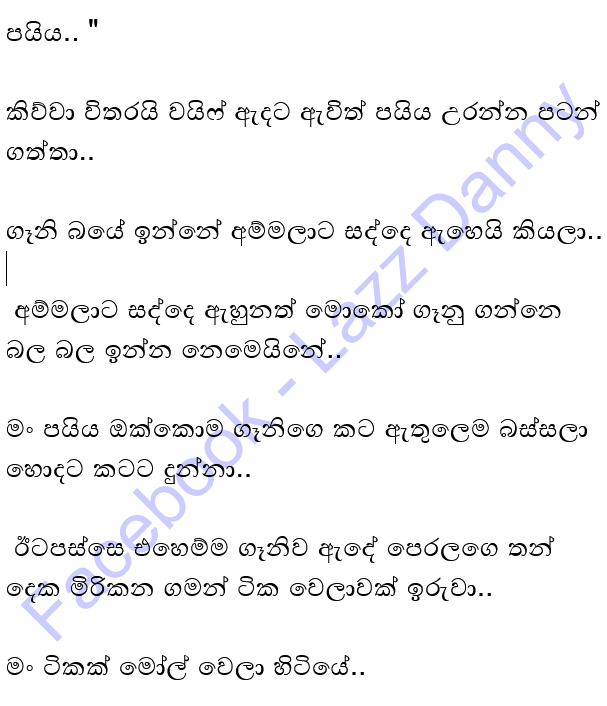 පයිය.. "
කිව්වා විතරයි වයිෆ් ඇදට ඇවිත් පයිය උරන්න පටන්
ගත්තා..
ගෑනි බයේ ඉන්නේ අම්මලාට සද්දෙ ඇහෙයි කියලා..
අම්මලාට සද්දෙ ඇහුනත් මොකෝ ගෑනු ගන්නෙ
බල බල ඉන්න නෙමෙයිනේ..
මං පයිය ඔක්කොම ගෑනිගෙ කට ඇතුලෙම බස්සලා
හොදට කටට දුන්නා..
ඊටපස්සෙ එහෙම්ම ගෑනිව ඇදේ පෙරලගෙ තන්
දෙක මිරිකන ගමන් ටික වෙලාවක් ඉරුවා..
මං ටිකක් මෝල් වෙලා හිටියේ..
Facebook - Lazz Danny